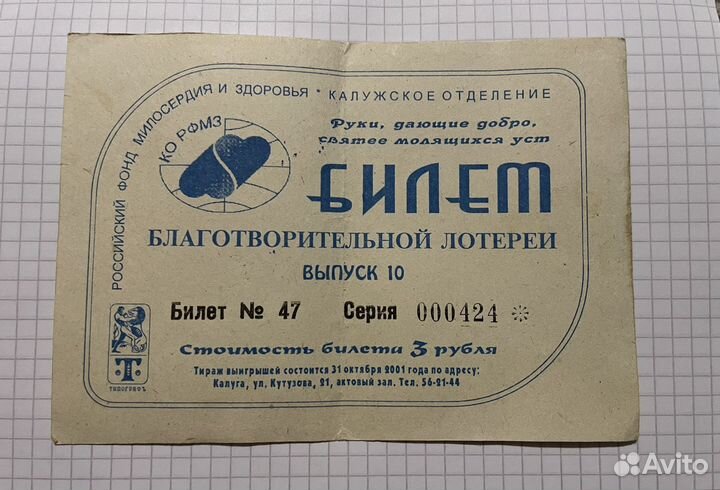 РОССИЙСКИЙ ФОНД МИЛОСЕРДИЯ И ЗДОРОВЬЯ * КАЛУЖСКОЕ ОТДЕЛЕНИЕ
КО РФМЗ
Руки, дающие добро,
святее молящихся уст
БИЛЕТ
БЛАГОТВОРИТЕЛЬНОЙ ЛОТЕРЕИ
ВЫПУСК 10
Билет № 47 Серия 000424 *
Стоимость билета 3 рубля
Тираж выигрышей состоится 31 октября 2001 года по адресу:
Калуга, ул. Кутузова, 21, актовый зал. Тел. 56-21-44
Т
ТИПОГРАФЪ
Avito